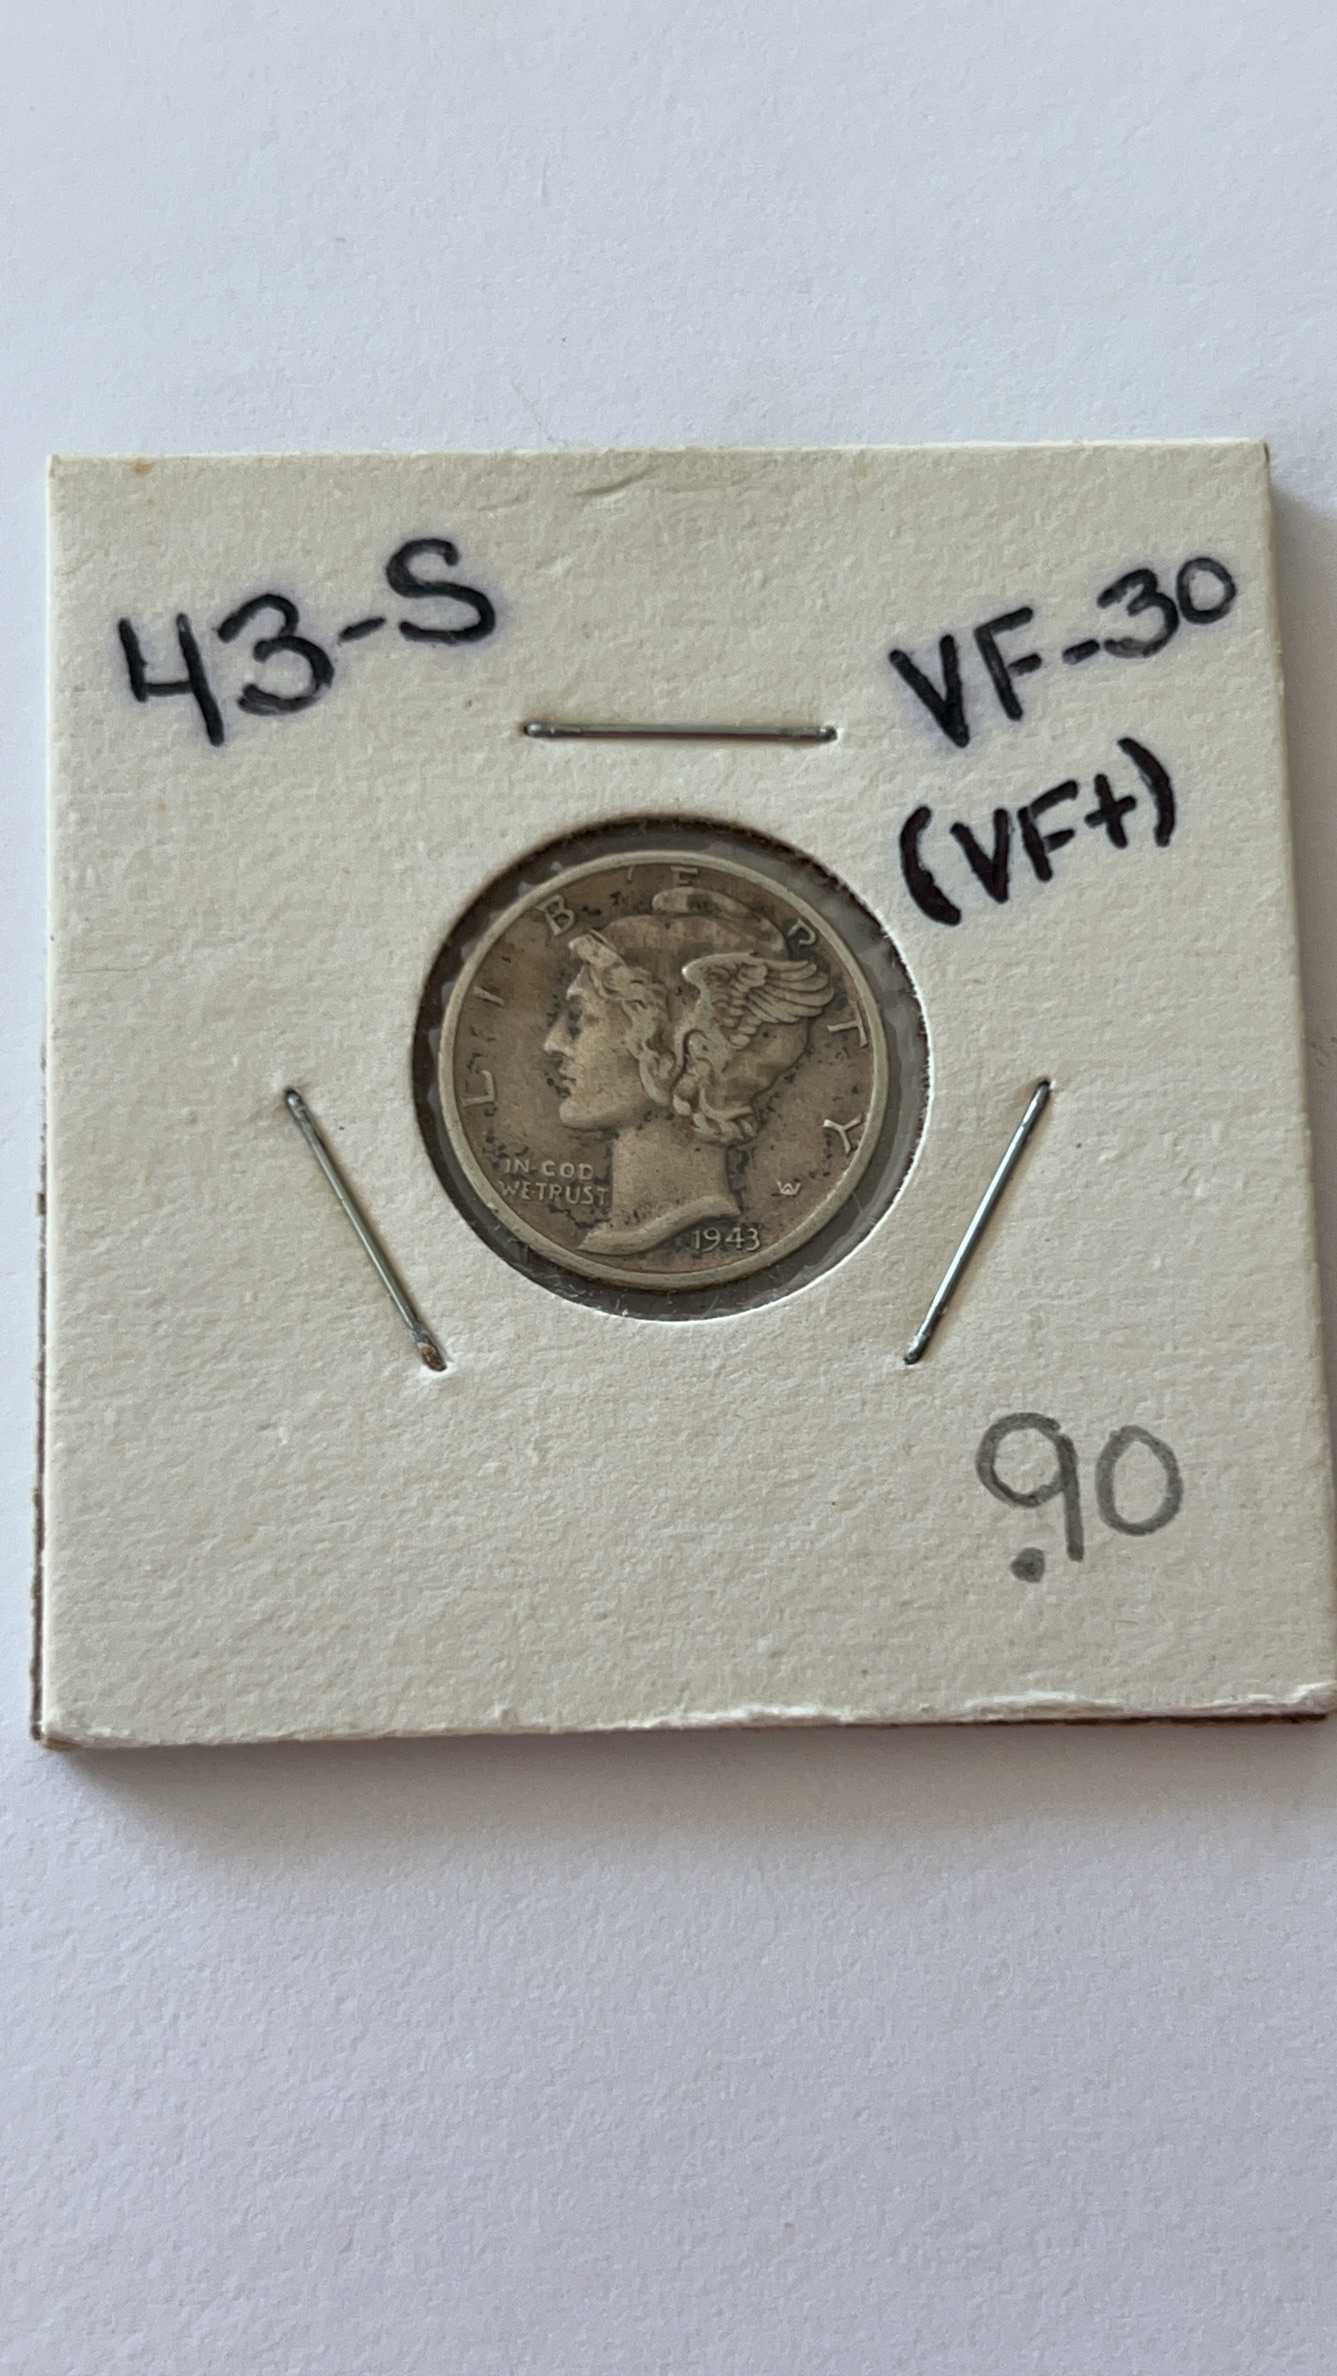 43-S
VF-30
(VF+)
LIBERTY
IN GOD
WE TRUST
W
1943
.90